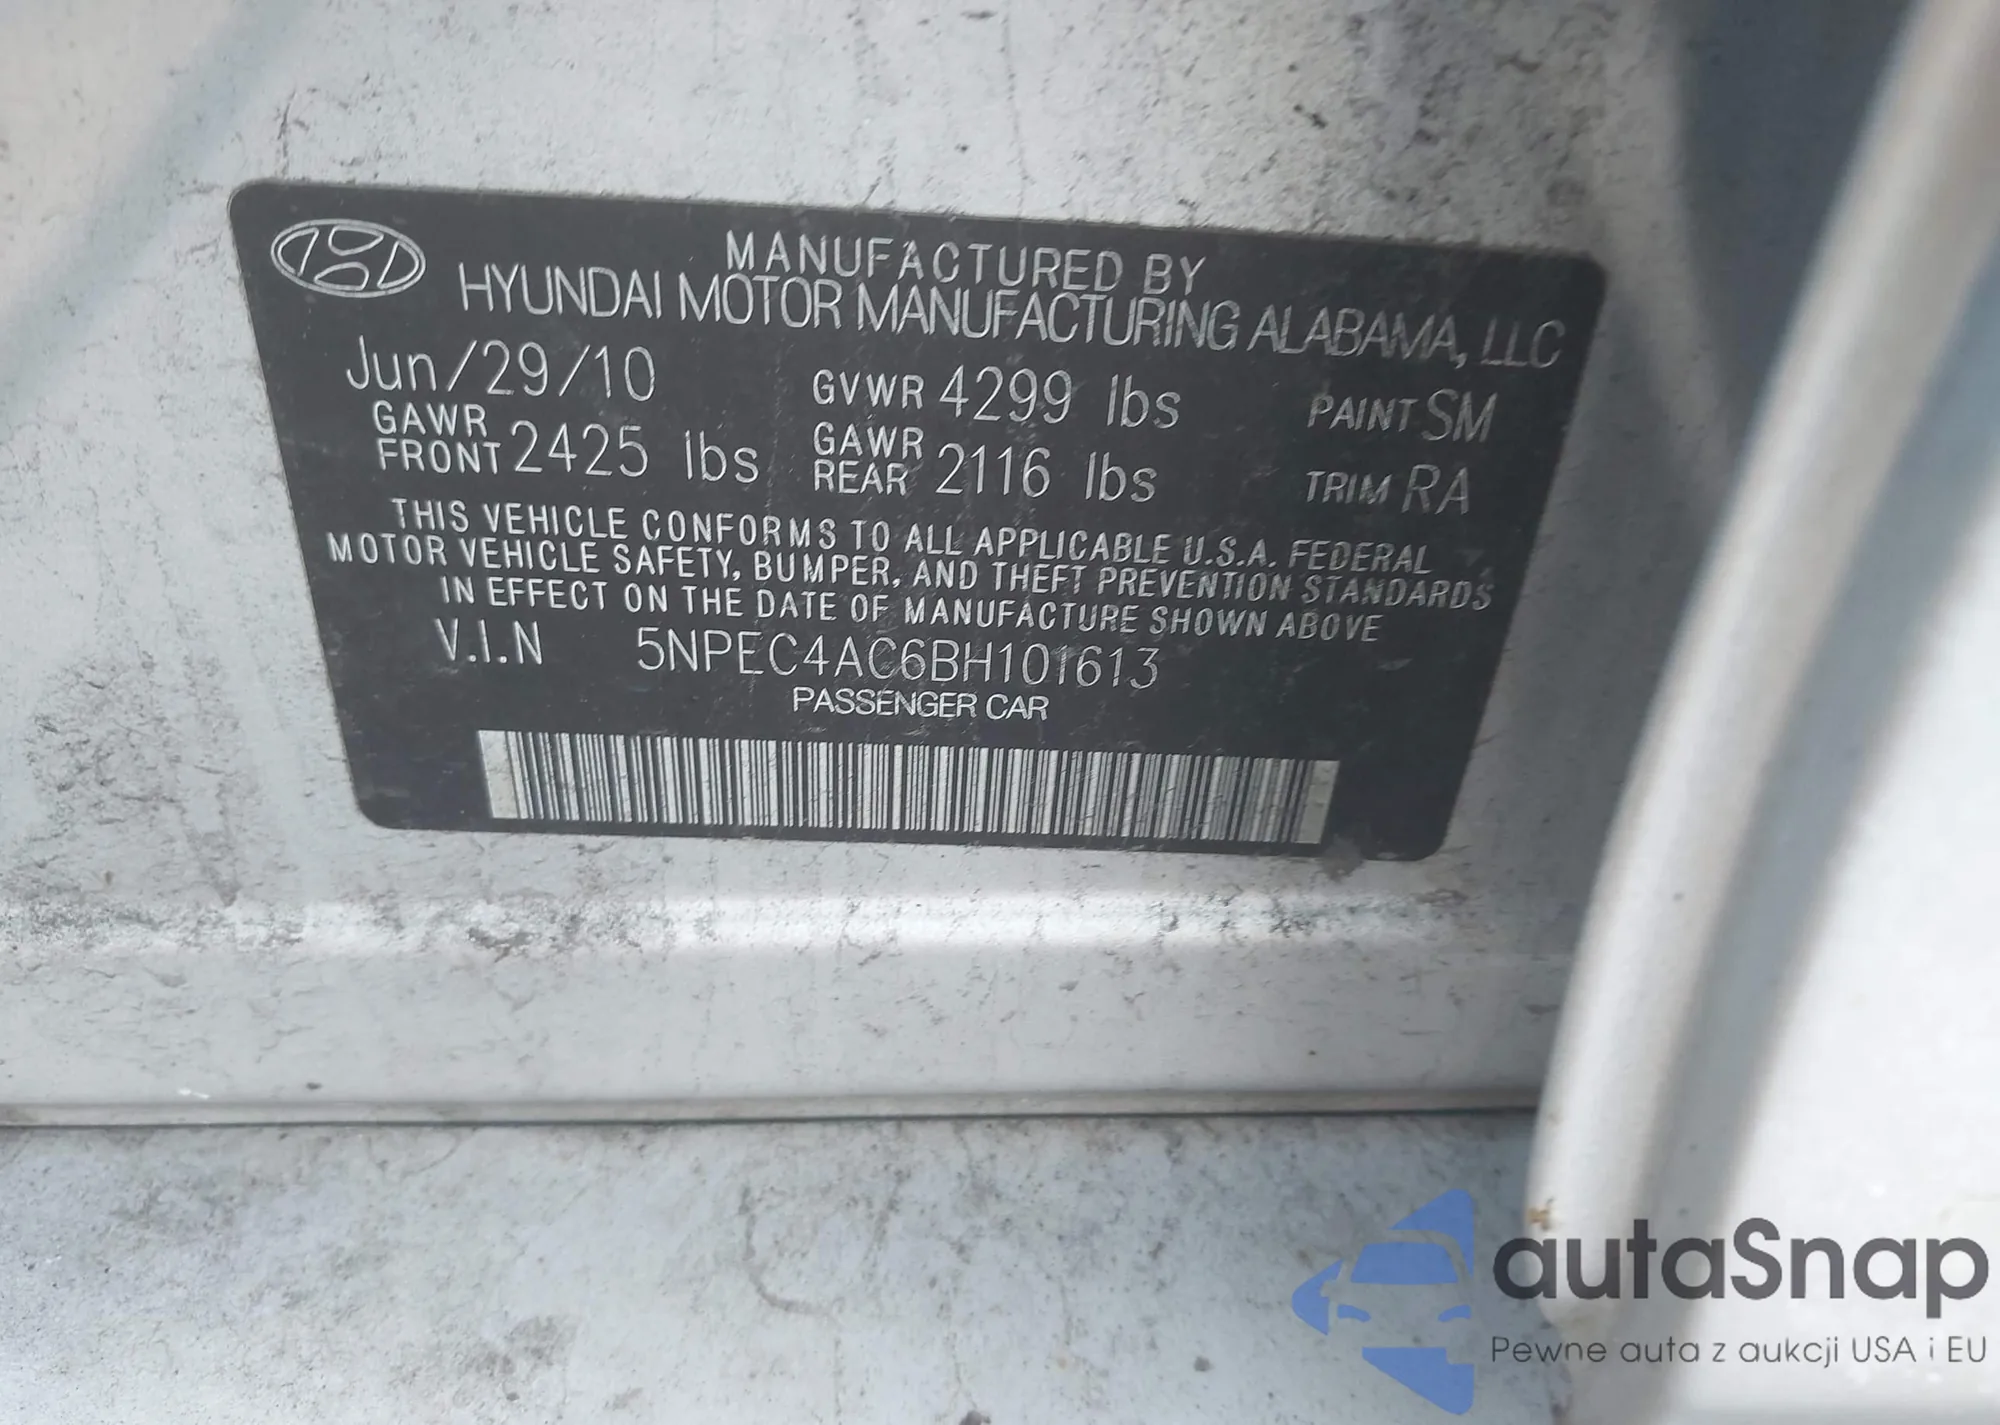 MANUFACTURED BY
HYUNDAI MOTOR MANUFACTURING ALABAMA, LLC
Jun/29/10 GVWR 4299 lbs PAINT SM
GAWR FRONT 2425 lbs GAWR REAR 2116 lbs TRIM RA
THIS VEHICLE CONFORMS TO ALL APPLICABLE U.S.A. FEDERAL
MOTOR VEHICLE SAFETY, BUMPER, AND THEFT PREVENTION STANDARDS
IN EFFECT ON THE DATE OF MANUFACTURE SHOWN ABOVE
V.I.N 5NPEC4AC6BH101613
PASSENGER CAR
autaSnap
Pewne auta z aukcji USA i EU